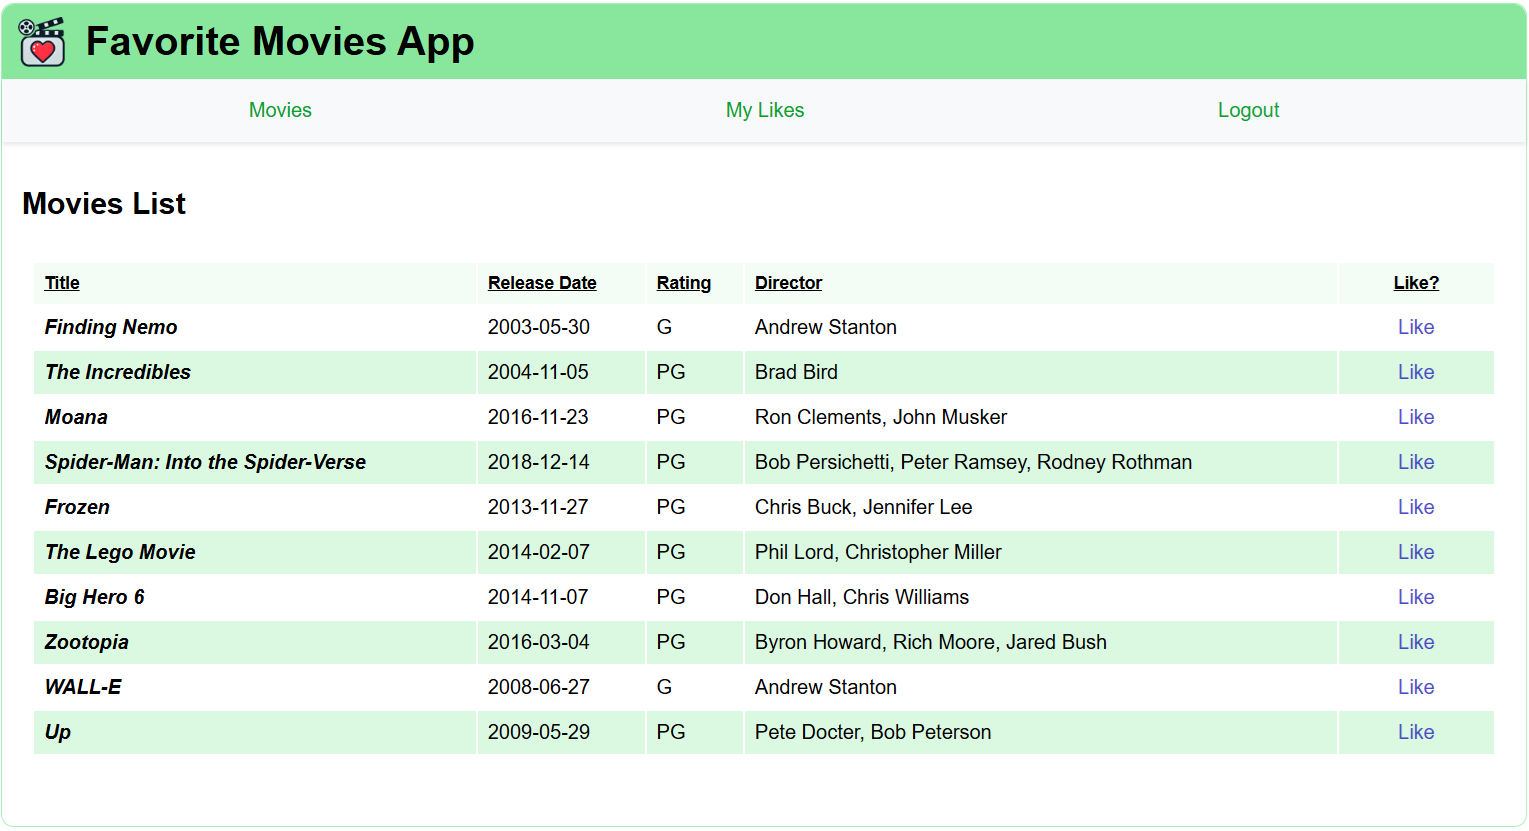 Favorite Movies App
Movies My Likes Logout
Movies List
Title Release Date Rating Director Like?
Finding Nemo 2003-05-30 G Andrew Stanton Like
The Incredibles 2004-11-05 PG Brad Bird Like
Moana 2016-11-23 PG Ron Clements, John Musker Like
Spider-Man: Into the Spider-Verse 2018-12-14 PG Bob Persichetti, Peter Ramsey, Rodney Rothman Like
Frozen 2013-11-27 PG Chris Buck, Jennifer Lee Like
The Lego Movie 2014-02-07 PG Phil Lord, Christopher Miller Like
Big Hero 6 2014-11-07 PG Don Hall, Chris Williams Like
Zootopia 2016-03-04 PG Byron Howard, Rich Moore, Jared Bush Like
WALL-E 2008-06-27 G Andrew Stanton Like
Up 2009-05-29 PG Pete Docter, Bob Peterson Like